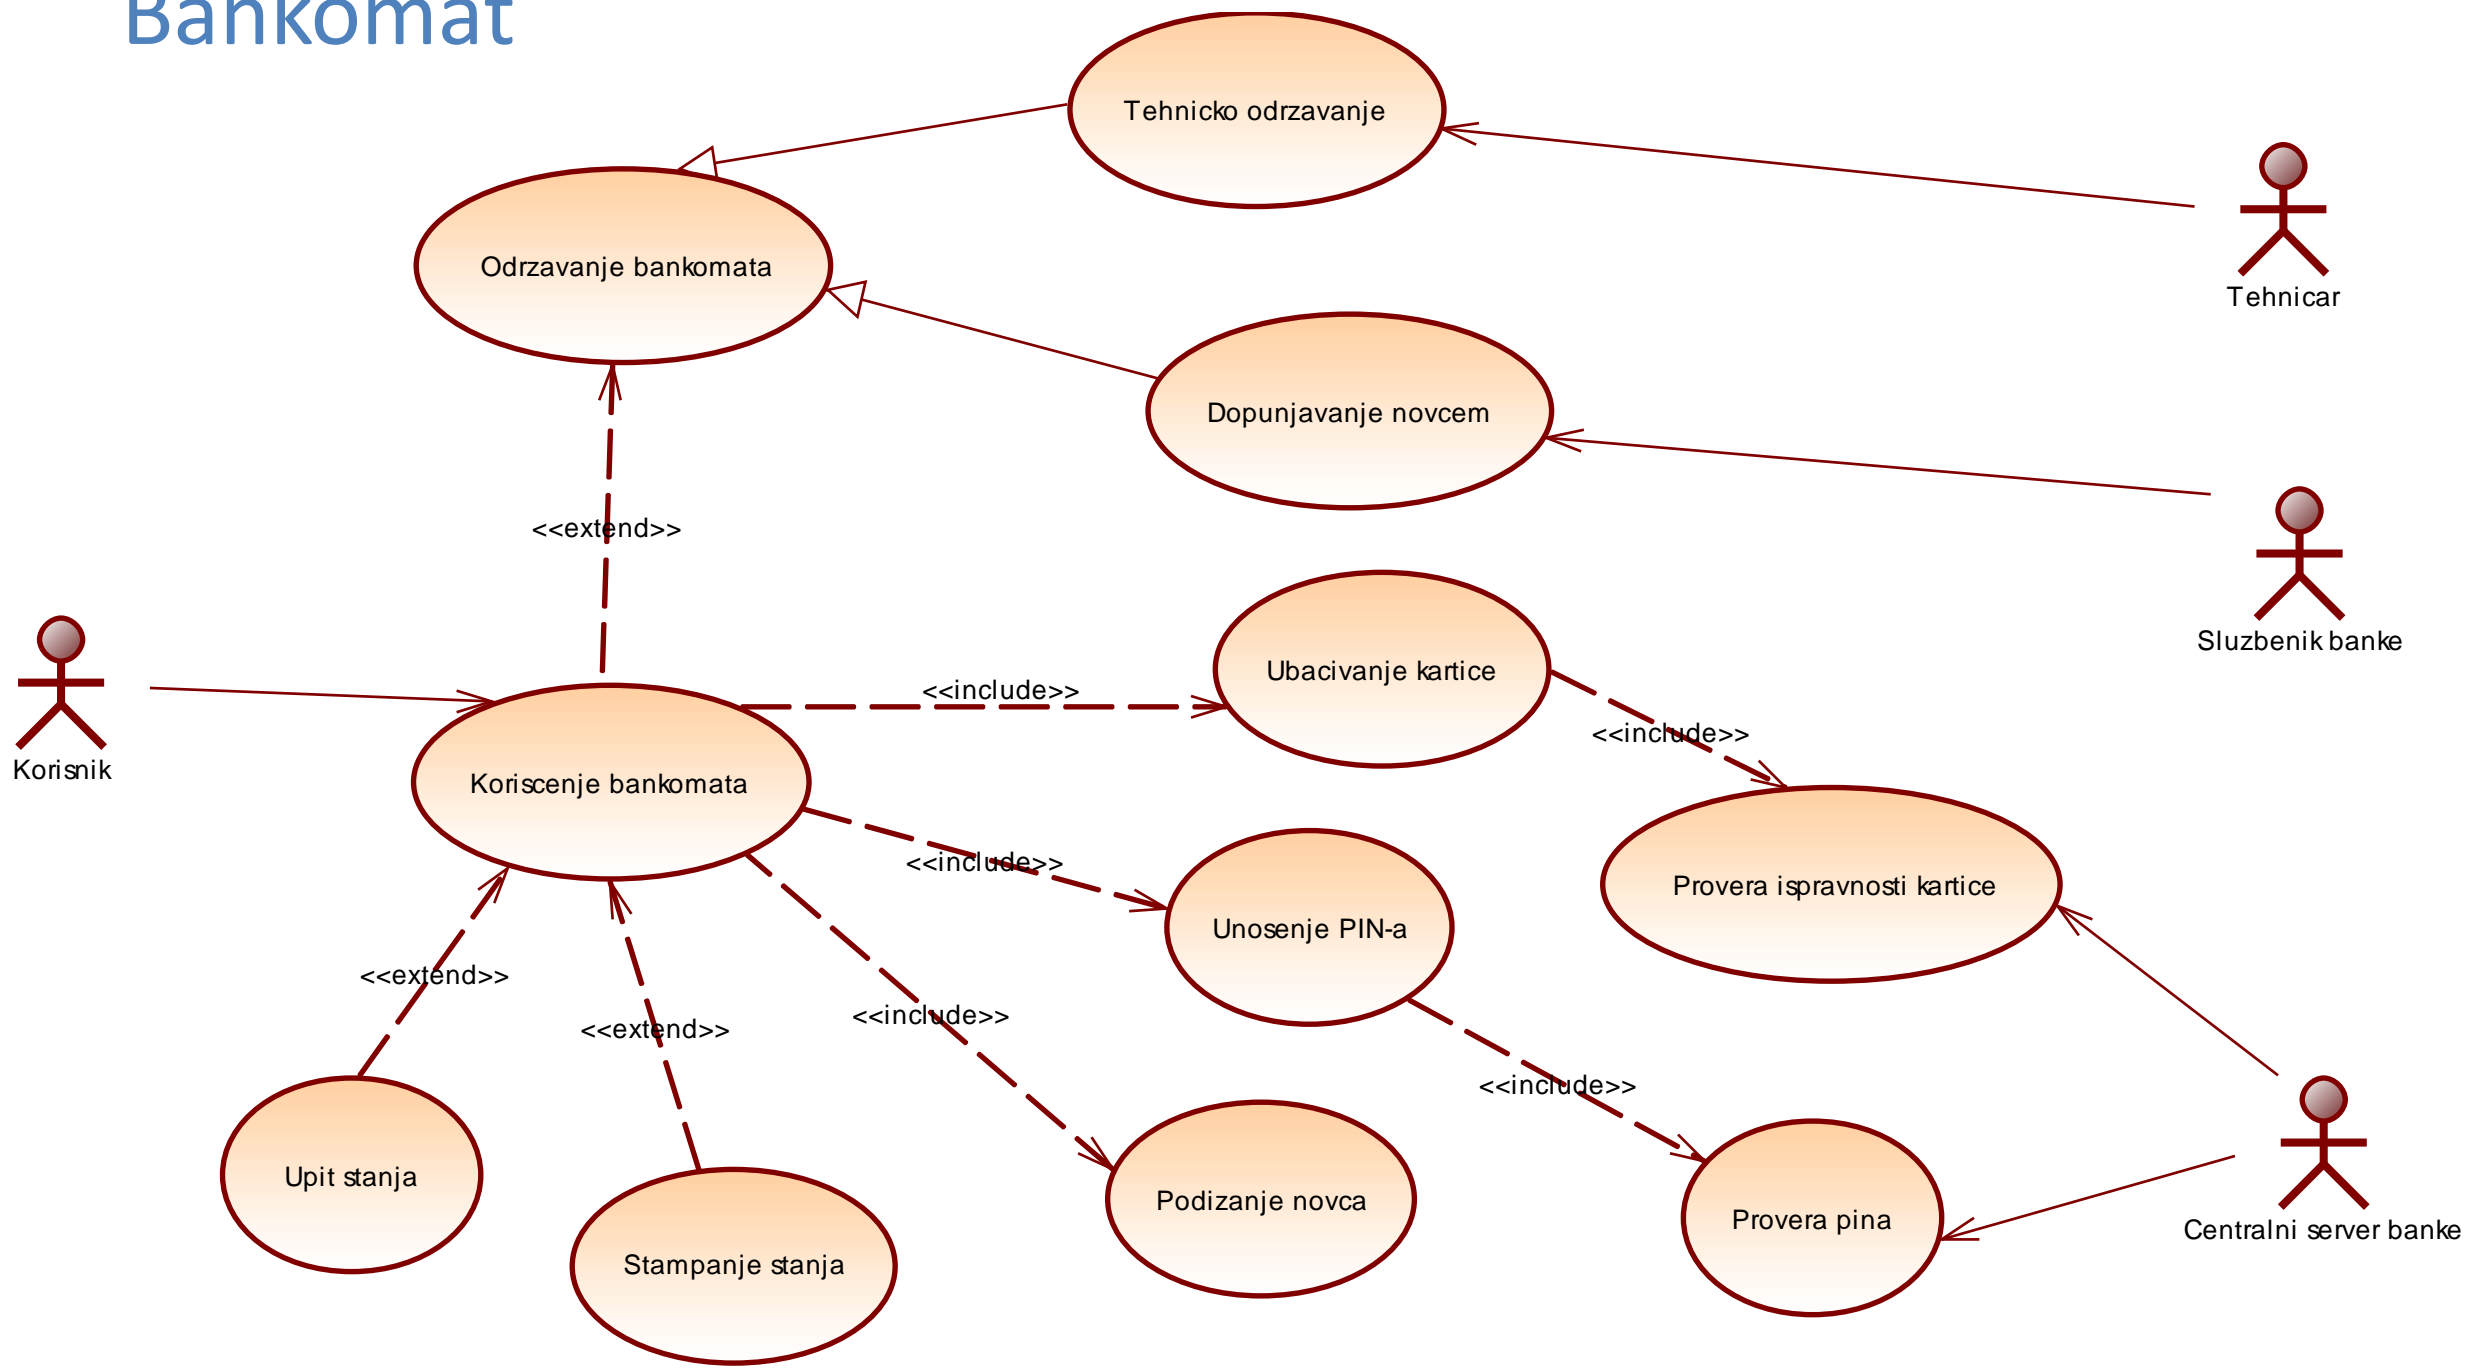 Bankomat
Tehnicko odrzavanje
Odrzavanje bankomata
Tehnicar
Dopunjavanje novcem
<<extend>>
Sluzbenik banke
Ubacivanje kartice
<<include>>
<<include>>
Korisnik
Koriscenje bankomata
<<include>>
Provera ispravnosti kartice
Unosenje PIN-a
<<extend>>
<<include>>
<<extend>>
<<include>>
Upit stanja
Podizanje novca
Provera pina
Centralni server banke
Stampanje stanja